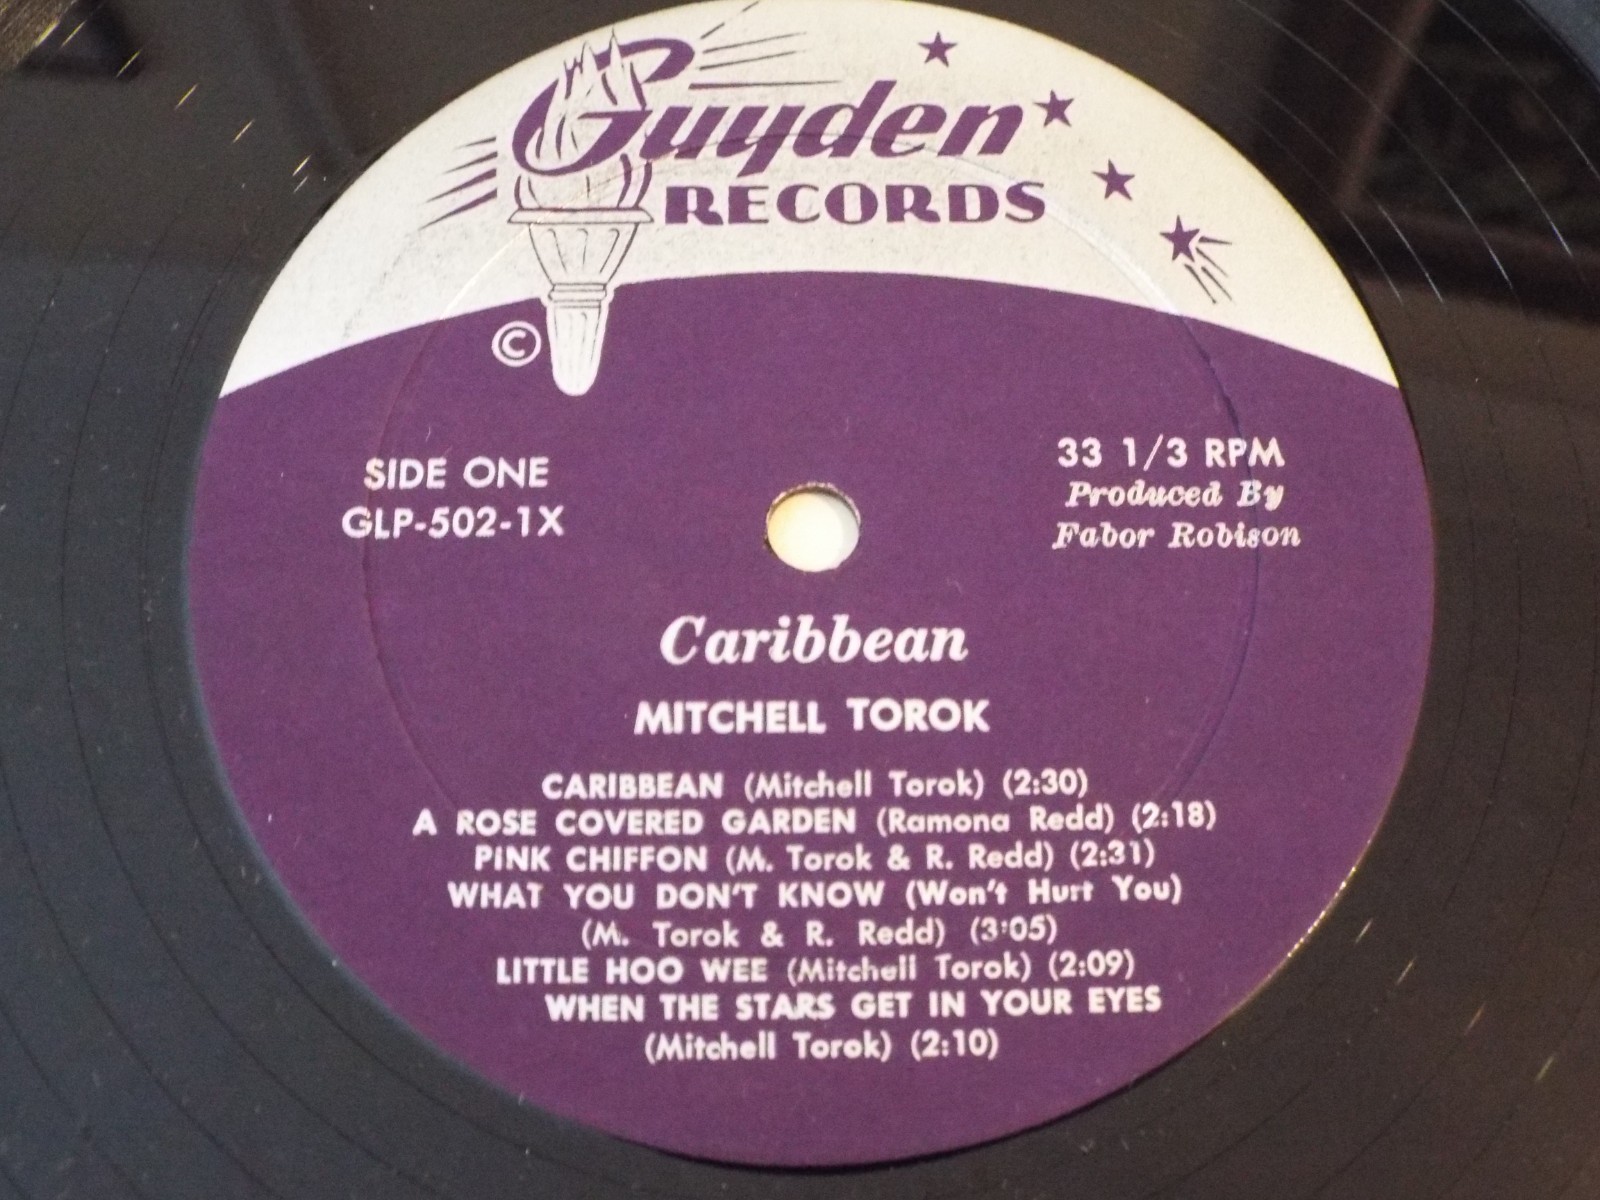 Guyden
RECORDS
©
SIDE ONE
GLP-502-1X
33 1/3 RPM
Produced By
Fabor Robison
Caribbean
MITCHELL TOROK
CARIBBEAN (Mitchell Torok) (2:30)
A ROSE COVERED GARDEN (Ramona Redd) (2:18)
PINK CHIFFON (M. Torok & R. Redd) (2:31)
WHAT YOU DON'T KNOW (Won't Hurt You)
(M. Torok & R. Redd) (3:05)
LITTLE HOO WEE (Mitchell Torok) (2:09)
WHEN THE STARS GET IN YOUR EYES
(Mitchell Torok) (2:10)